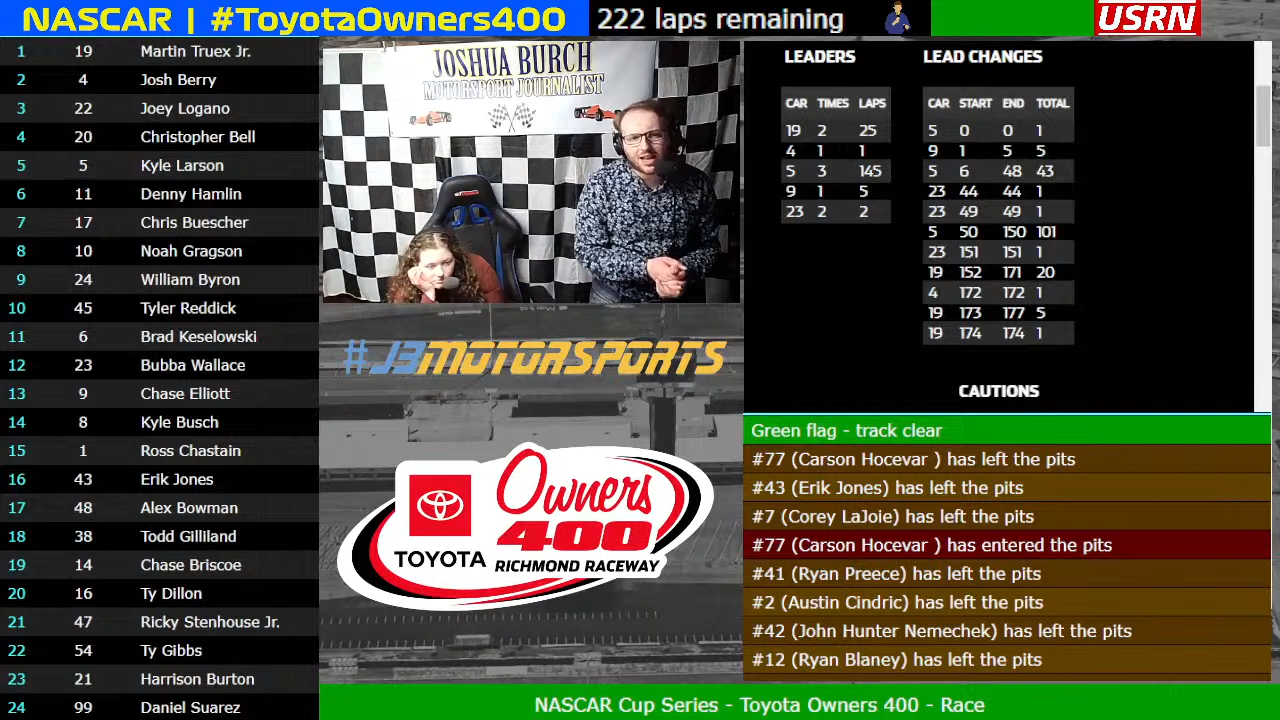 NASCAR | #ToyotaOwners400
222 laps remaining
USRN
1 19 Martin Truex Jr.
2 4 Josh Berry
3 22 Joey Logano
4 20 Christopher Bell
5 5 Kyle Larson
6 11 Denny Hamlin
7 17 Chris Buescher
8 10 Noah Gragson
9 24 William Byron
10 45 Tyler Reddick
11 6 Brad Keselowski
12 23 Bubba Wallace
13 9 Chase Elliott
14 8 Kyle Busch
15 1 Ross Chastain
16 43 Erik Jones
17 48 Alex Bowman
18 38 Todd Gilliland
19 14 Chase Briscoe
20 16 Ty Dillon
21 47 Ricky Stenhouse Jr.
22 54 Ty Gibbs
23 21 Harrison Burton
24 99 Daniel Suarez
JOSHUA BURCH
MOTORSPORT JOURNALIST
#JBMOTORSPORTS
Owners
400
TOYOTA
RICHMOND RACEWAY
LEADERS
CAR TIMES LAPS
19 2 25
4 1 1
5 3 145
9 1 5
23 2 2
LEAD CHANGES
CAR START END TOTAL
5 0 0 1
9 1 5 5
5 6 48 43
23 44 44 1
23 49 49 1
5 50 150 101
23 151 151 1
19 152 171 20
4 172 172 1
19 173 177 5
19 174 174 1
CAUTIONS
Green flag - track clear
#77 (Carson Hocevar ) has left the pits
#43 (Erik Jones) has left the pits
#7 (Corey LaJoie) has left the pits
#77 (Carson Hocevar ) has entered the pits
#41 (Ryan Preece) has left the pits
#2 (Austin Cindric) has left the pits
#42 (John Hunter Nemechek) has left the pits
#12 (Ryan Blaney) has left the pits
NASCAR Cup Series - Toyota Owners 400 - Race